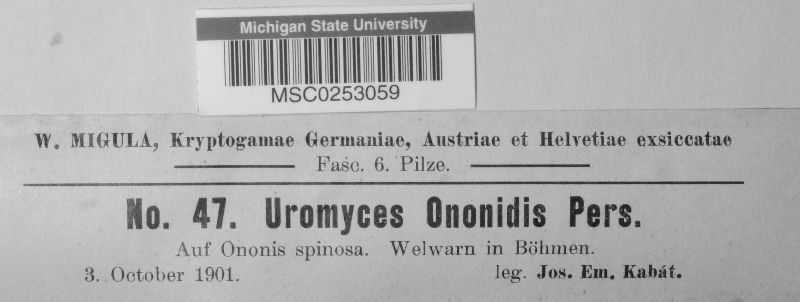 Michigan State University
MSC0253059
W. MIGULA, Kryptogamae Germaniae, Austriae et Helvetiae exsiccatae
Fasc. 6. Pilze.
No. 47. Uromyces Ononidis Pers.
Auf Ononis spinosa. Welwarn in Böhmen.
3. October 1901. leg. Jos. Em. Kabát.